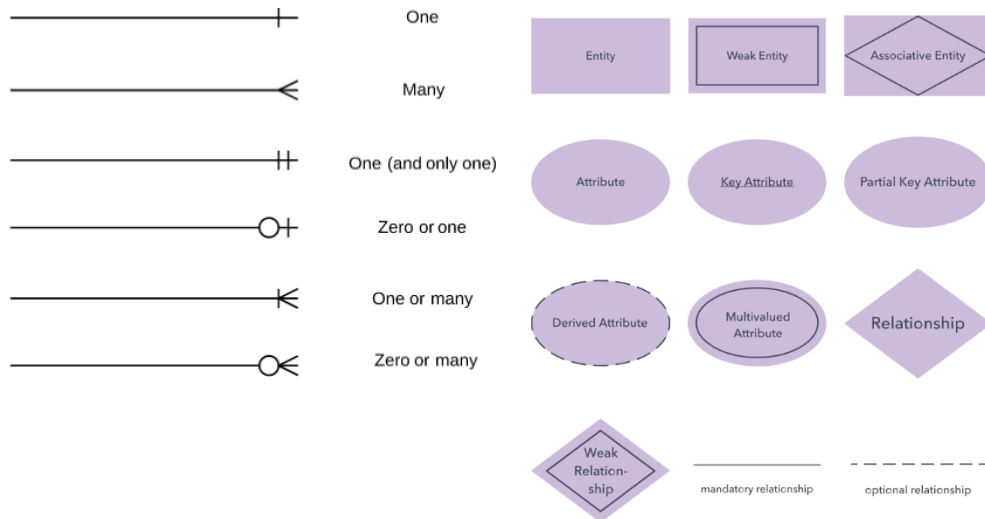 One
Many
One (and only one)
Zero or one
One or many
Zero or many
Entity
Weak Entity
Associative Entity
Attribute
Key Attribute
Partial Key Attribute
Derived Attribute
Multivalued
Attribute
Relationship
Weak
Relation-
ship
mandatory relationship
optional relationship